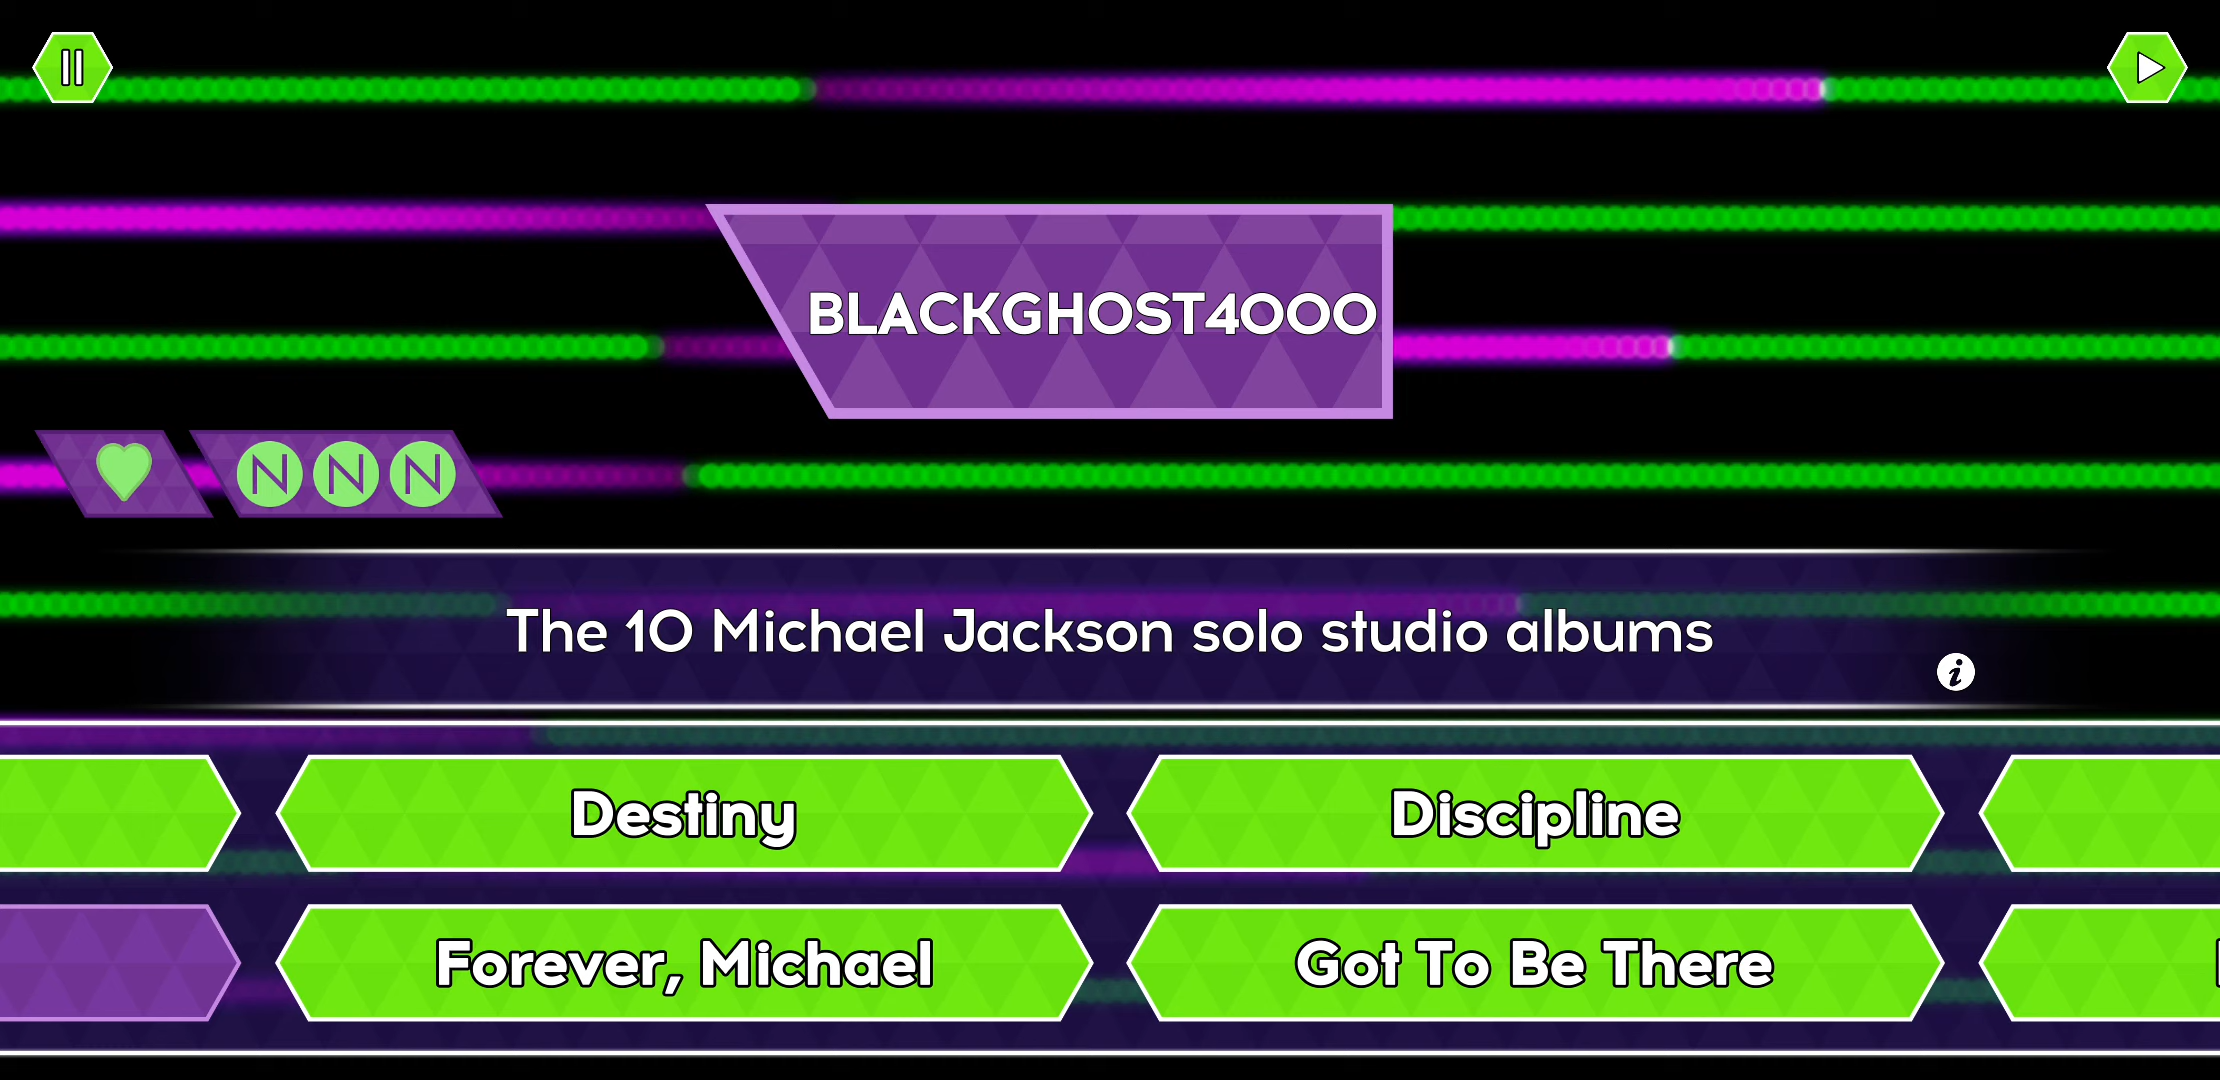 BLACKGHOST4000
N N N
The 10 Michael Jackson solo studio albums
i
Destiny
Discipline
Forever, Michael
Got To Be There